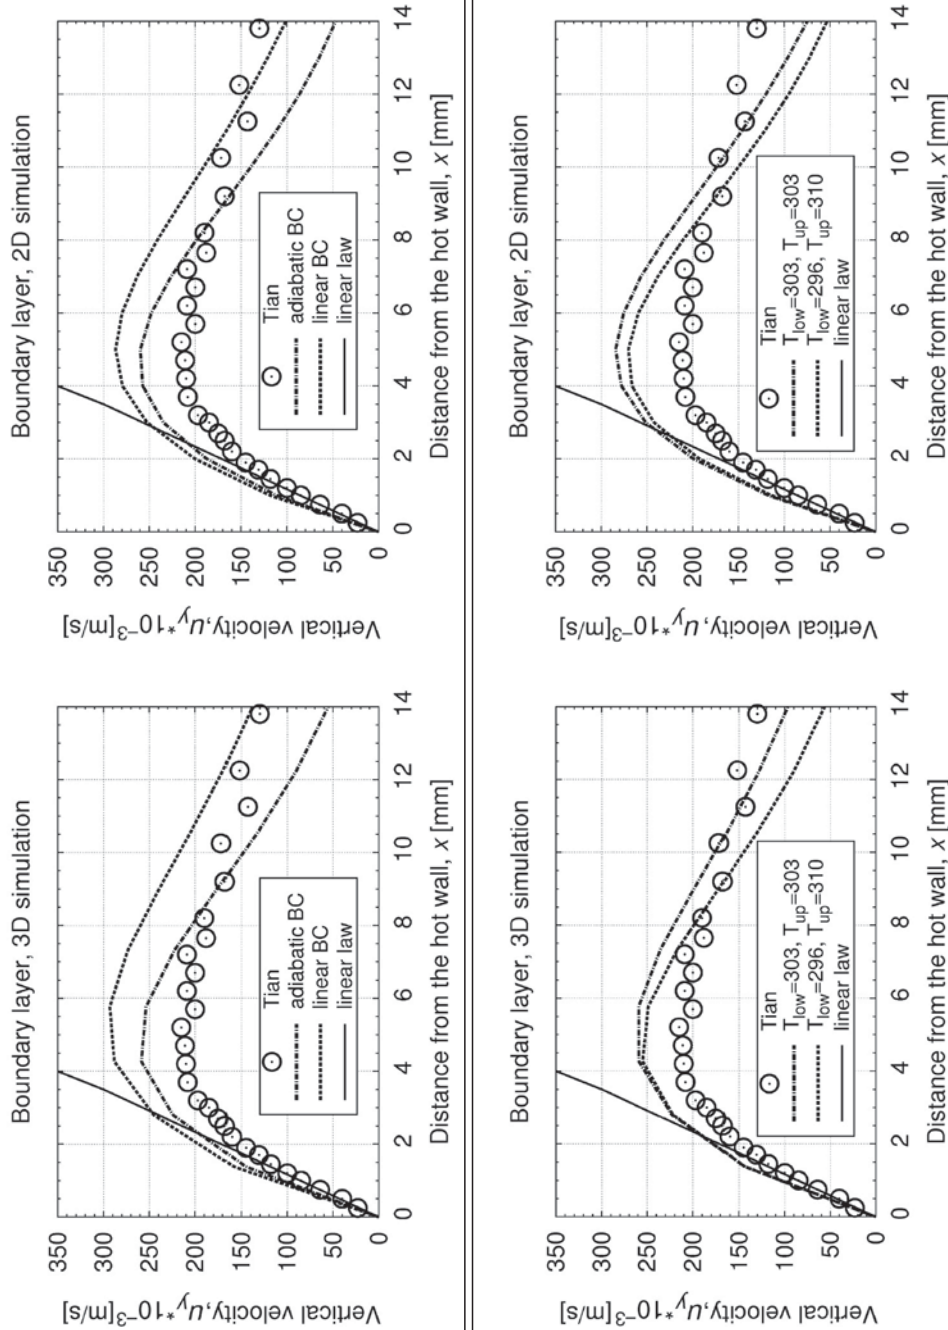 Boundary layer, 3D simulation
350
300
250
200
150
100
50
0
0
2
4
6
8
10
12
14
Vertical velocity,u_y*10^−3[m/s]
Distance from the hot wall, x [mm]
Tian
adiabatic BC
linear BC
linear law
Boundary layer, 2D simulation
350
300
250
200
150
100
50
0
0
2
4
6
8
10
12
14
Vertical velocity,u_y*10^−3[m/s]
Distance from the hot wall, x [mm]
Tian
adiabatic BC
linear BC
linear law
Boundary layer, 3D simulation
350
300
250
200
150
100
50
0
0
2
4
6
8
10
12
14
Vertical velocity,u_y*10^−3[m/s]
Distance from the hot wall, x [mm]
Tian
T_low=303, T_up=303
T_low=296, T_up=310
linear law
Boundary layer, 2D simulation
350
300
250
200
150
100
50
0
0
2
4
6
8
10
12
14
Vertical velocity,u_y*10^−3[m/s]
Distance from the hot wall, x [mm]
Tian
T_low=303, T_up=303
T_low=296, T_up=310
linear law